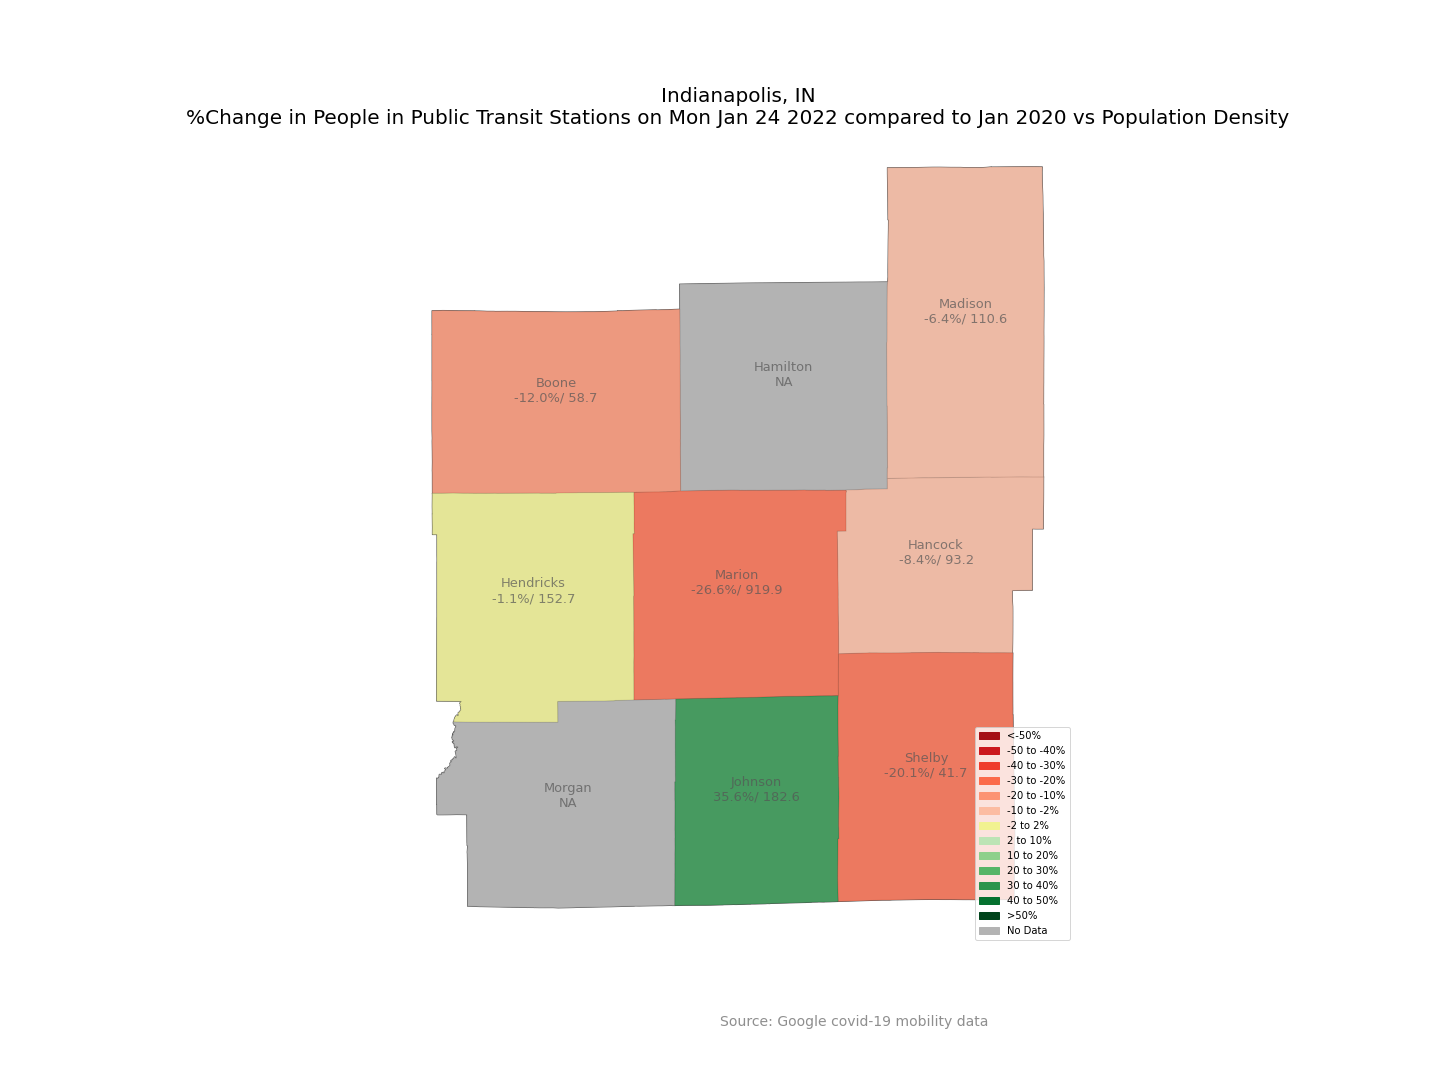 Indianapolis, IN
%Change in People in Public Transit Stations on Mon Jan 24 2022 compared to Jan 2020 vs Population Density
Madison
-6.4%/ 110.6
Hamilton
NA
Boone
-12.0%/ 58.7
Hancock
-8.4%/ 93.2
Marion
-26.6%/ 919.9
Hendricks
-1.1%/ 152.7
Shelby
-20.1%/ 41.7
Johnson
35.6%/ 182.6
Morgan
NA
<-50%
-50 to -40%
-40 to -30%
-30 to -20%
-20 to -10%
-10 to -2%
-2 to 2%
2 to 10%
10 to 20%
20 to 30%
30 to 40%
40 to 50%
>50%
No Data
Source: Google covid-19 mobility data